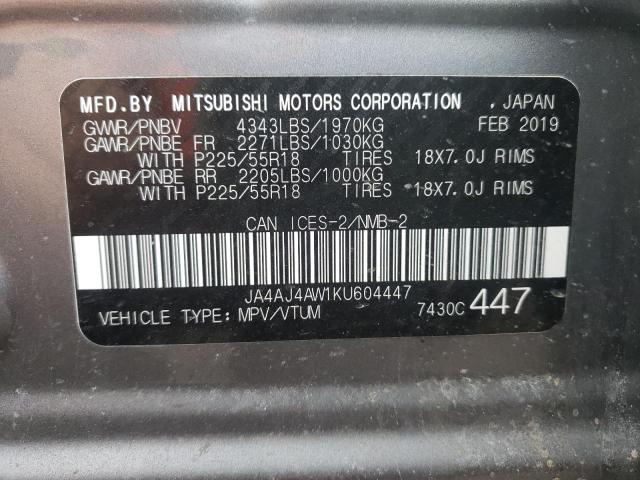 MFD.BY MITSUBISHI MOTORS CORPORATION , JAPAN
GVWR/PNBV 4343LBS/1970KG FEB 2019
GAWR/PNBE FR 2271LBS/1030KG
WITH P225/55R18 TIRES 18X7.0J RIMS
GAWR/PNBE RR 2205LBS/1000KG
WITH P225/55R18 TIRES 18X7.0J RIMS
CAN ICES-2/NMB-2
JA4AJ4AW1KU604447
VEHICLE TYPE: MPV/VTUM 7430C 447